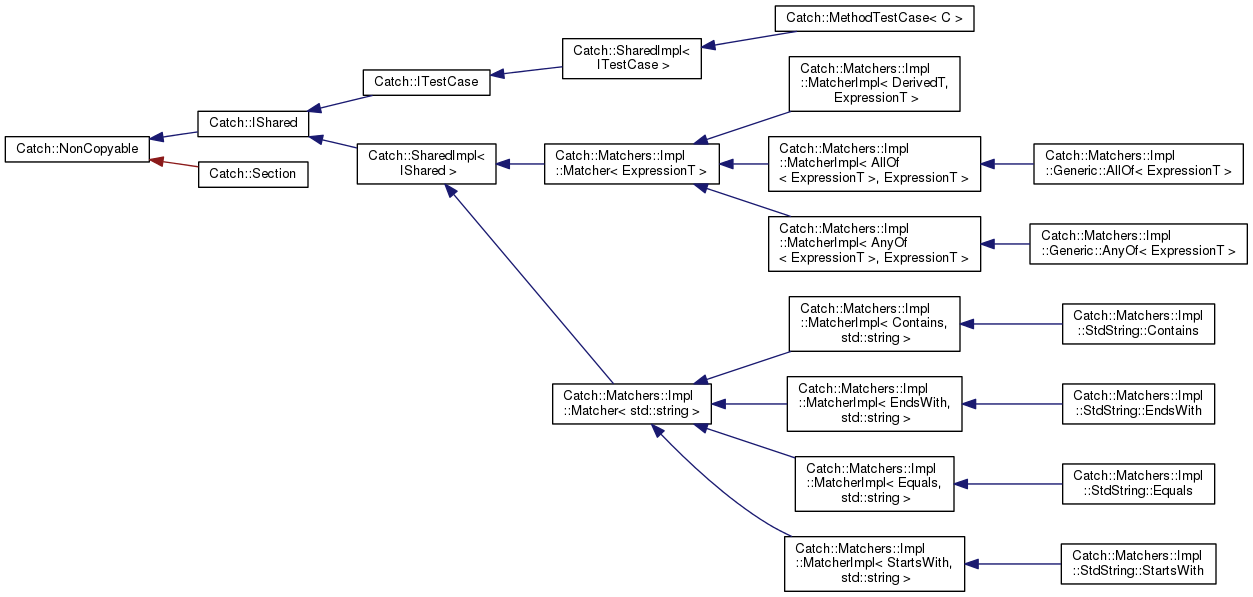 Catch::MethodTestCase< C >
Catch::SharedImpl<
ITestCase >
Catch::ITestCase
Catch::Matchers::Impl
::MatcherImpl< DerivedT,
ExpressionT >
Catch::IShared
Catch::NonCopyable
Catch::Section
Catch::SharedImpl<
IShared >
Catch::Matchers::Impl
::Matcher< ExpressionT >
Catch::Matchers::Impl
::MatcherImpl< AllOf
< ExpressionT >, ExpressionT >
Catch::Matchers::Impl
::Generic::AllOf< ExpressionT >
Catch::Matchers::Impl
::MatcherImpl< AnyOf
< ExpressionT >, ExpressionT >
Catch::Matchers::Impl
::Generic::AnyOf< ExpressionT >
Catch::Matchers::Impl
::MatcherImpl< Contains,
std::string >
Catch::Matchers::Impl
::StdString::Contains
Catch::Matchers::Impl
::Matcher< std::string >
Catch::Matchers::Impl
::MatcherImpl< EndsWith,
std::string >
Catch::Matchers::Impl
::StdString::EndsWith
Catch::Matchers::Impl
::MatcherImpl< Equals,
std::string >
Catch::Matchers::Impl
::StdString::Equals
Catch::Matchers::Impl
::MatcherImpl< StartsWith,
std::string >
Catch::Matchers::Impl
::StdString::StartsWith